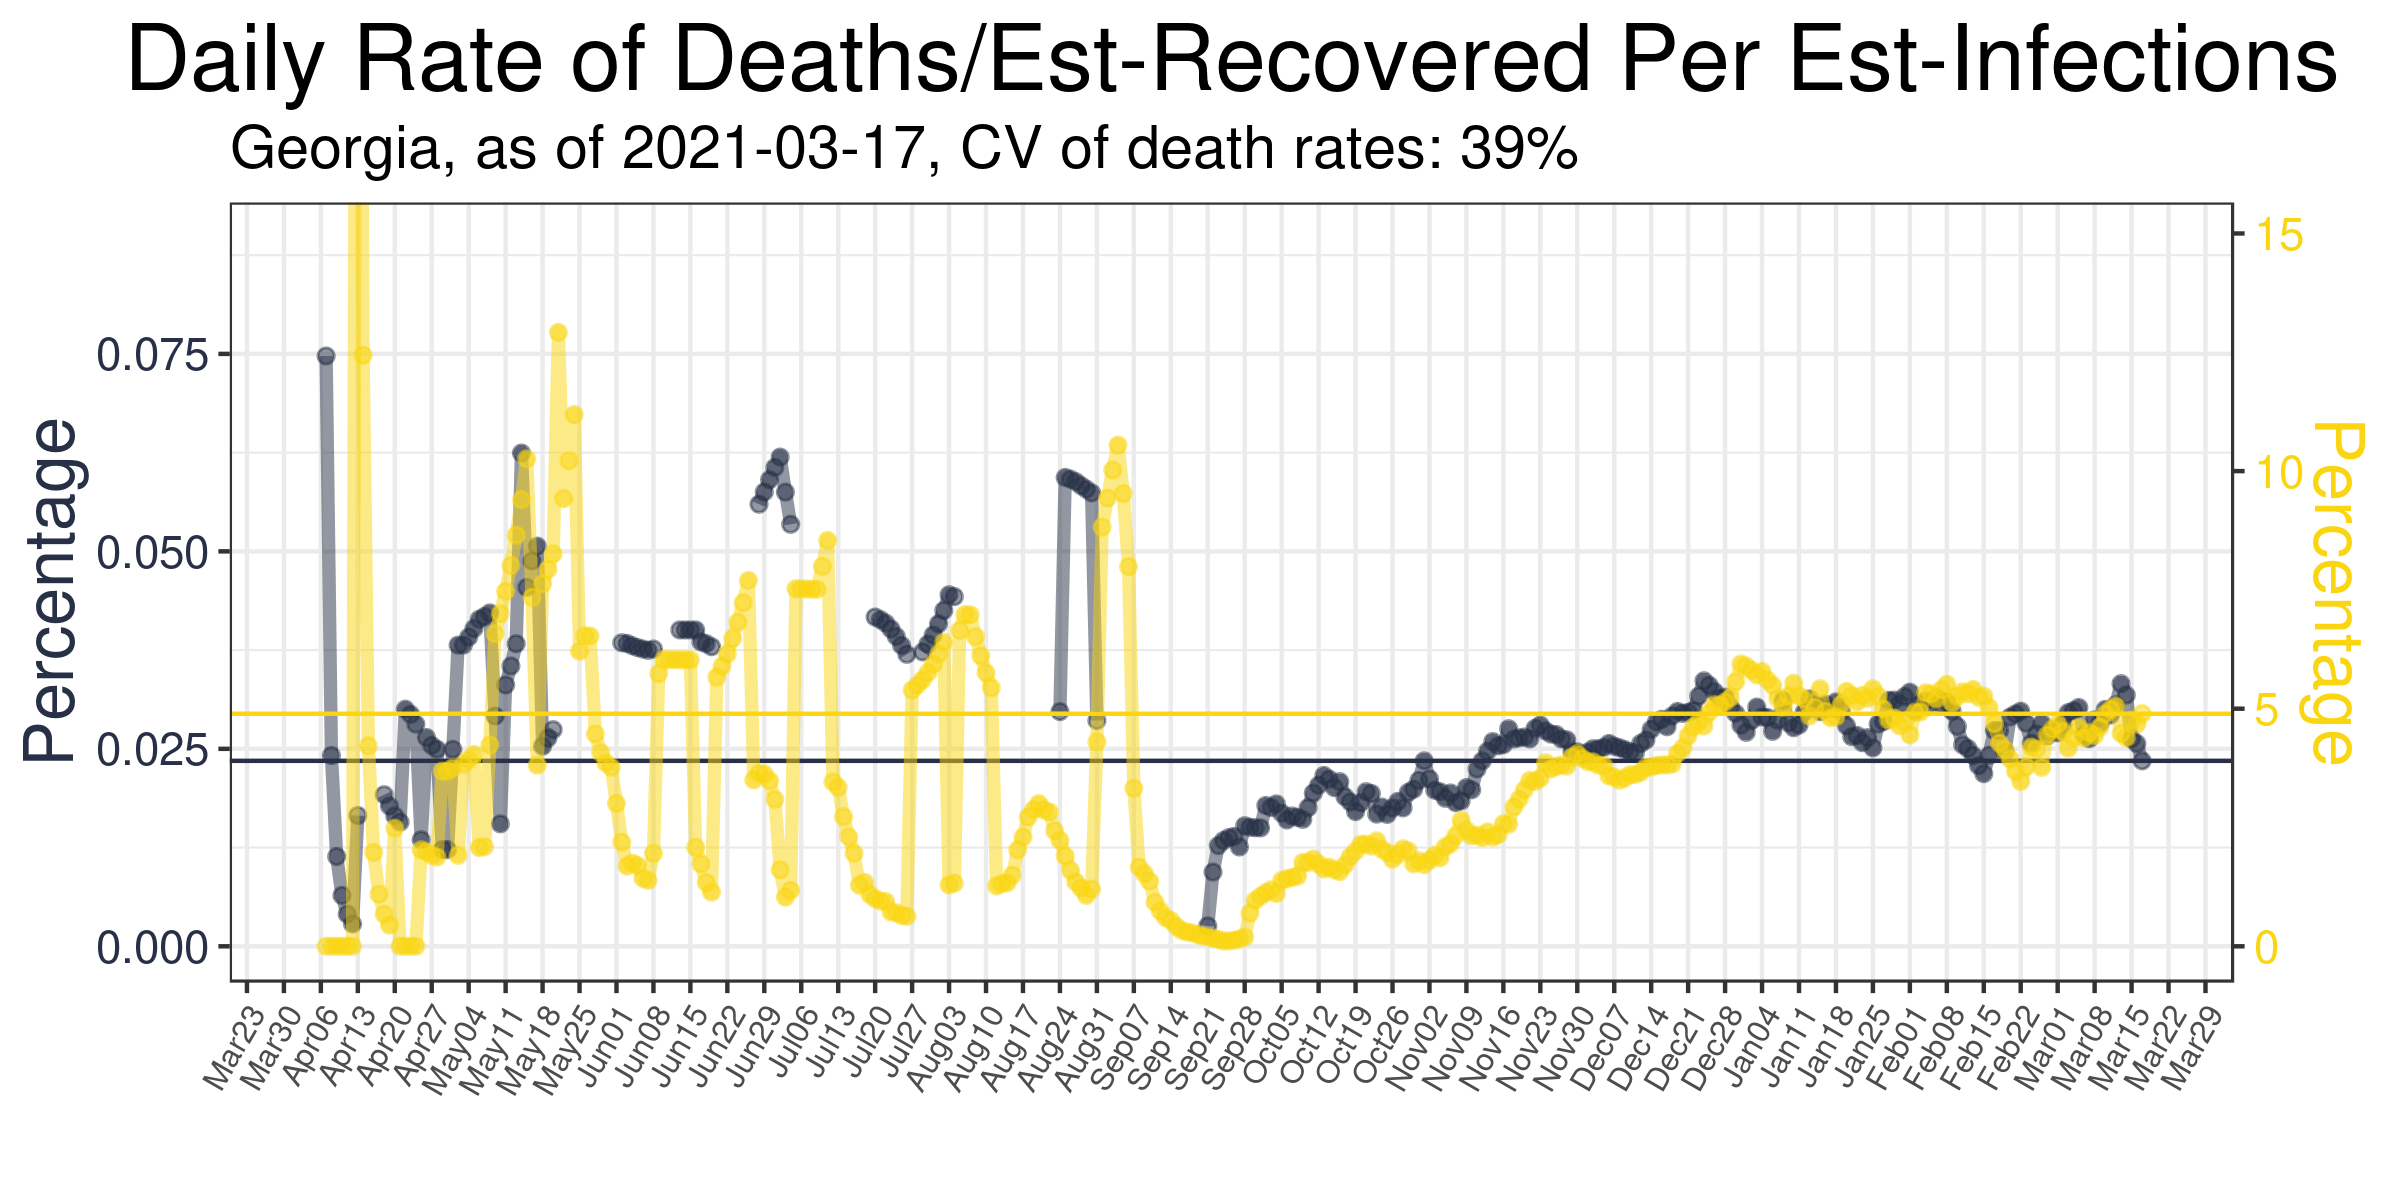 Daily Rate of Deaths/Est-Recovered Per Est-Infections
Georgia, as of 2021-03-17, CV of death rates: 39%
Percentage
0.075
0.050
0.025
0.000
15
10
5
0
Percentage
Mar23
Mar30
Apr06
Apr13
Apr20
Apr27
May04
May11
May18
May25
Jun01
Jun08
Jun15
Jun22
Jun29
Jul06
Jul13
Jul20
Jul27
Aug03
Aug10
Aug17
Aug24
Aug31
Sep07
Sep14
Sep21
Sep28
Oct05
Oct12
Oct19
Oct26
Nov02
Nov09
Nov16
Nov23
Nov30
Dec07
Dec14
Dec21
Dec28
Jan04
Jan11
Jan18
Jan25
Feb01
Feb08
Feb15
Feb22
Mar01
Mar08
Mar15
Mar22
Mar29